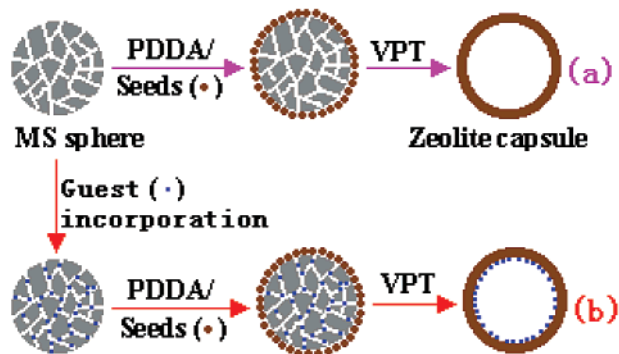 PDDA/
Seeds (•)
VPT
(a)
MS sphere
Zeolite capsule
Guest (·)
incorporation
PDDA/
Seeds (•)
VPT
(b)